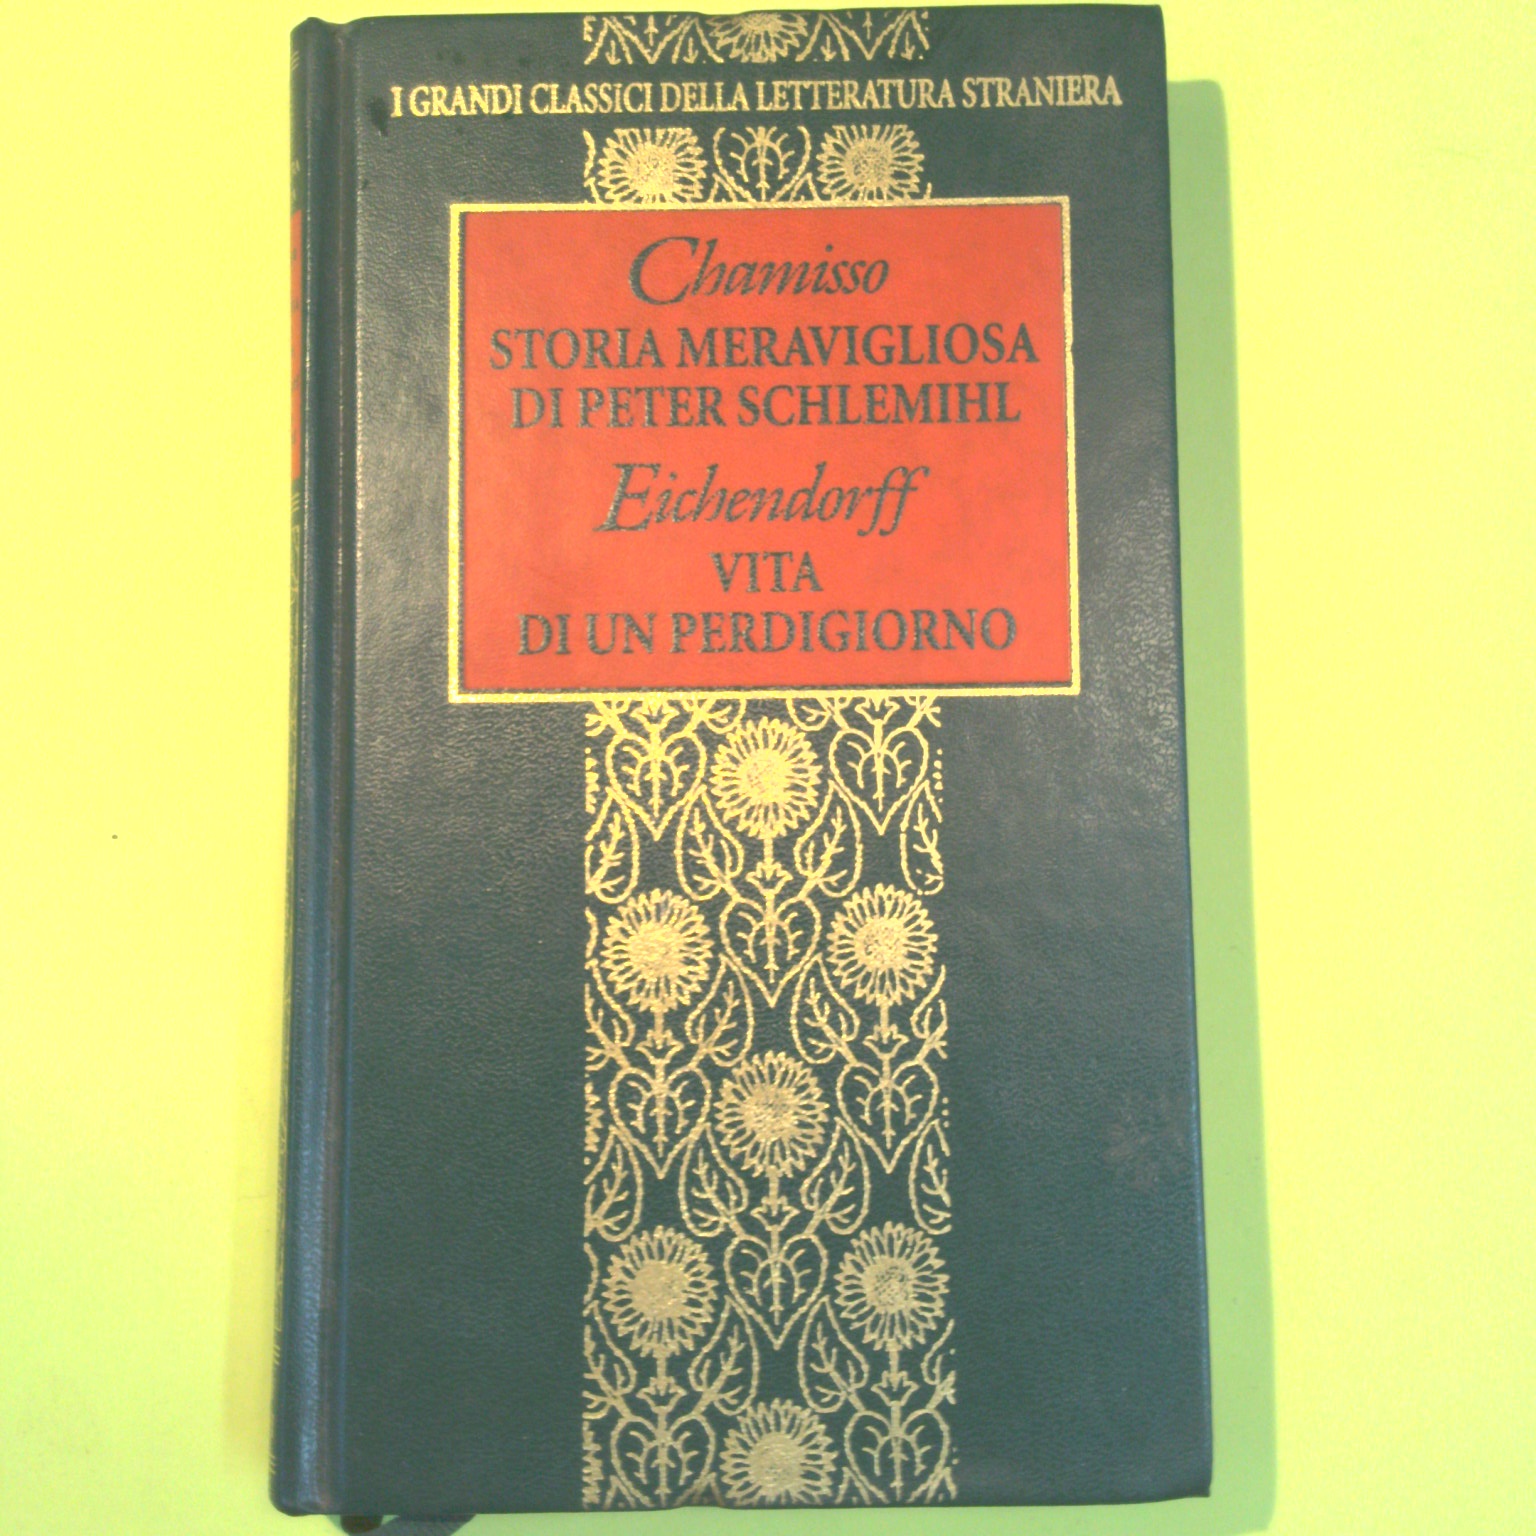 I GRANDI CLASSICI DELLA LETTERATURA STRANIERA
Chamisso
STORIA MERAVIGLIOSA
DI PETER SCHLEMIHL
Eichendorff
VITA
DI UN PERDIGIORNO